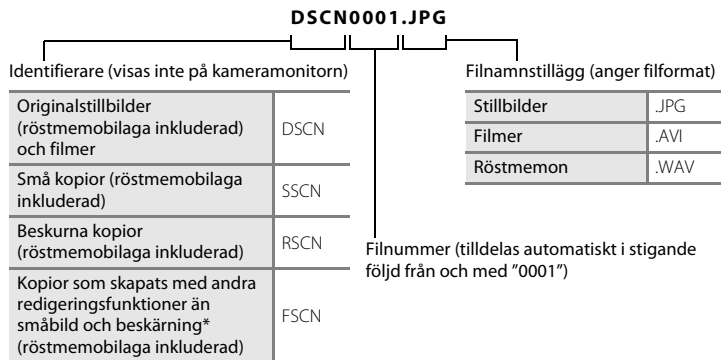 DSCN0001.JPG
Identifierare (visas inte på kameramonitorn)
Originalstillbilder
(röstmemobilaga inkluderad)
och filmer
DSCN
Små kopior (röstmemobilaga
inkluderad)
SSCN
Beskurna kopior
(röstmemobilaga inkluderad)
RSCN
Kopior som skapats med andra
redigeringsfunktioner än
småbild och beskärning*
(röstmemobilaga inkluderad)
FSCN
Filnamnstillägg (anger filformat)
Stillbilder .JPG
Filmer .AVI
Röstmemon .WAV
Filnummer (tilldelas automatiskt i stigande
följd från och med ”0001”)